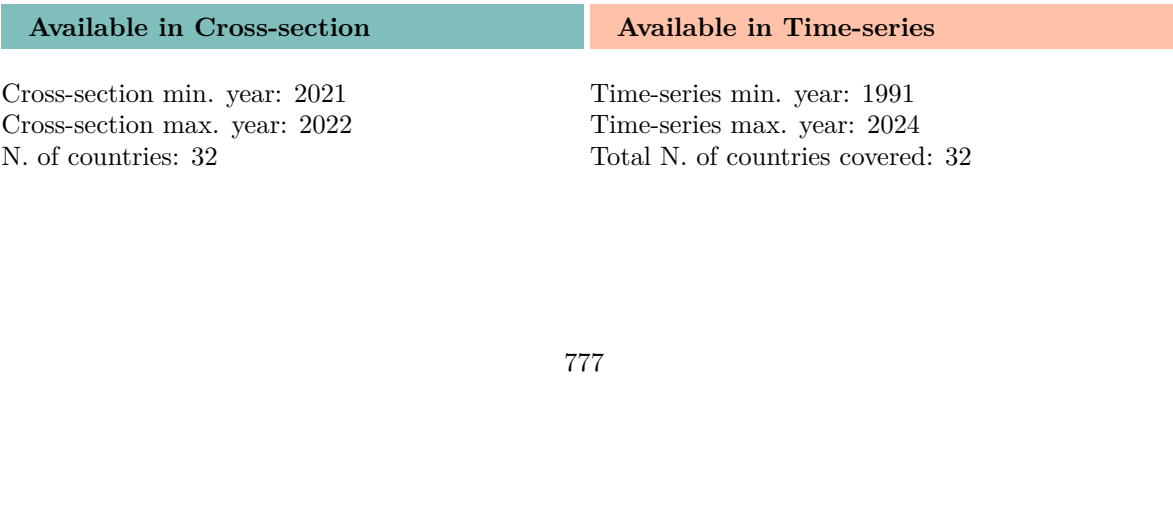 Available in Cross-section
Cross-section min. year: 2021
Cross-section max. year: 2022
N. of countries: 32
Available in Time-series
Time-series min. year: 1991
Time-series max. year: 2024
Total N. of countries covered: 32
777